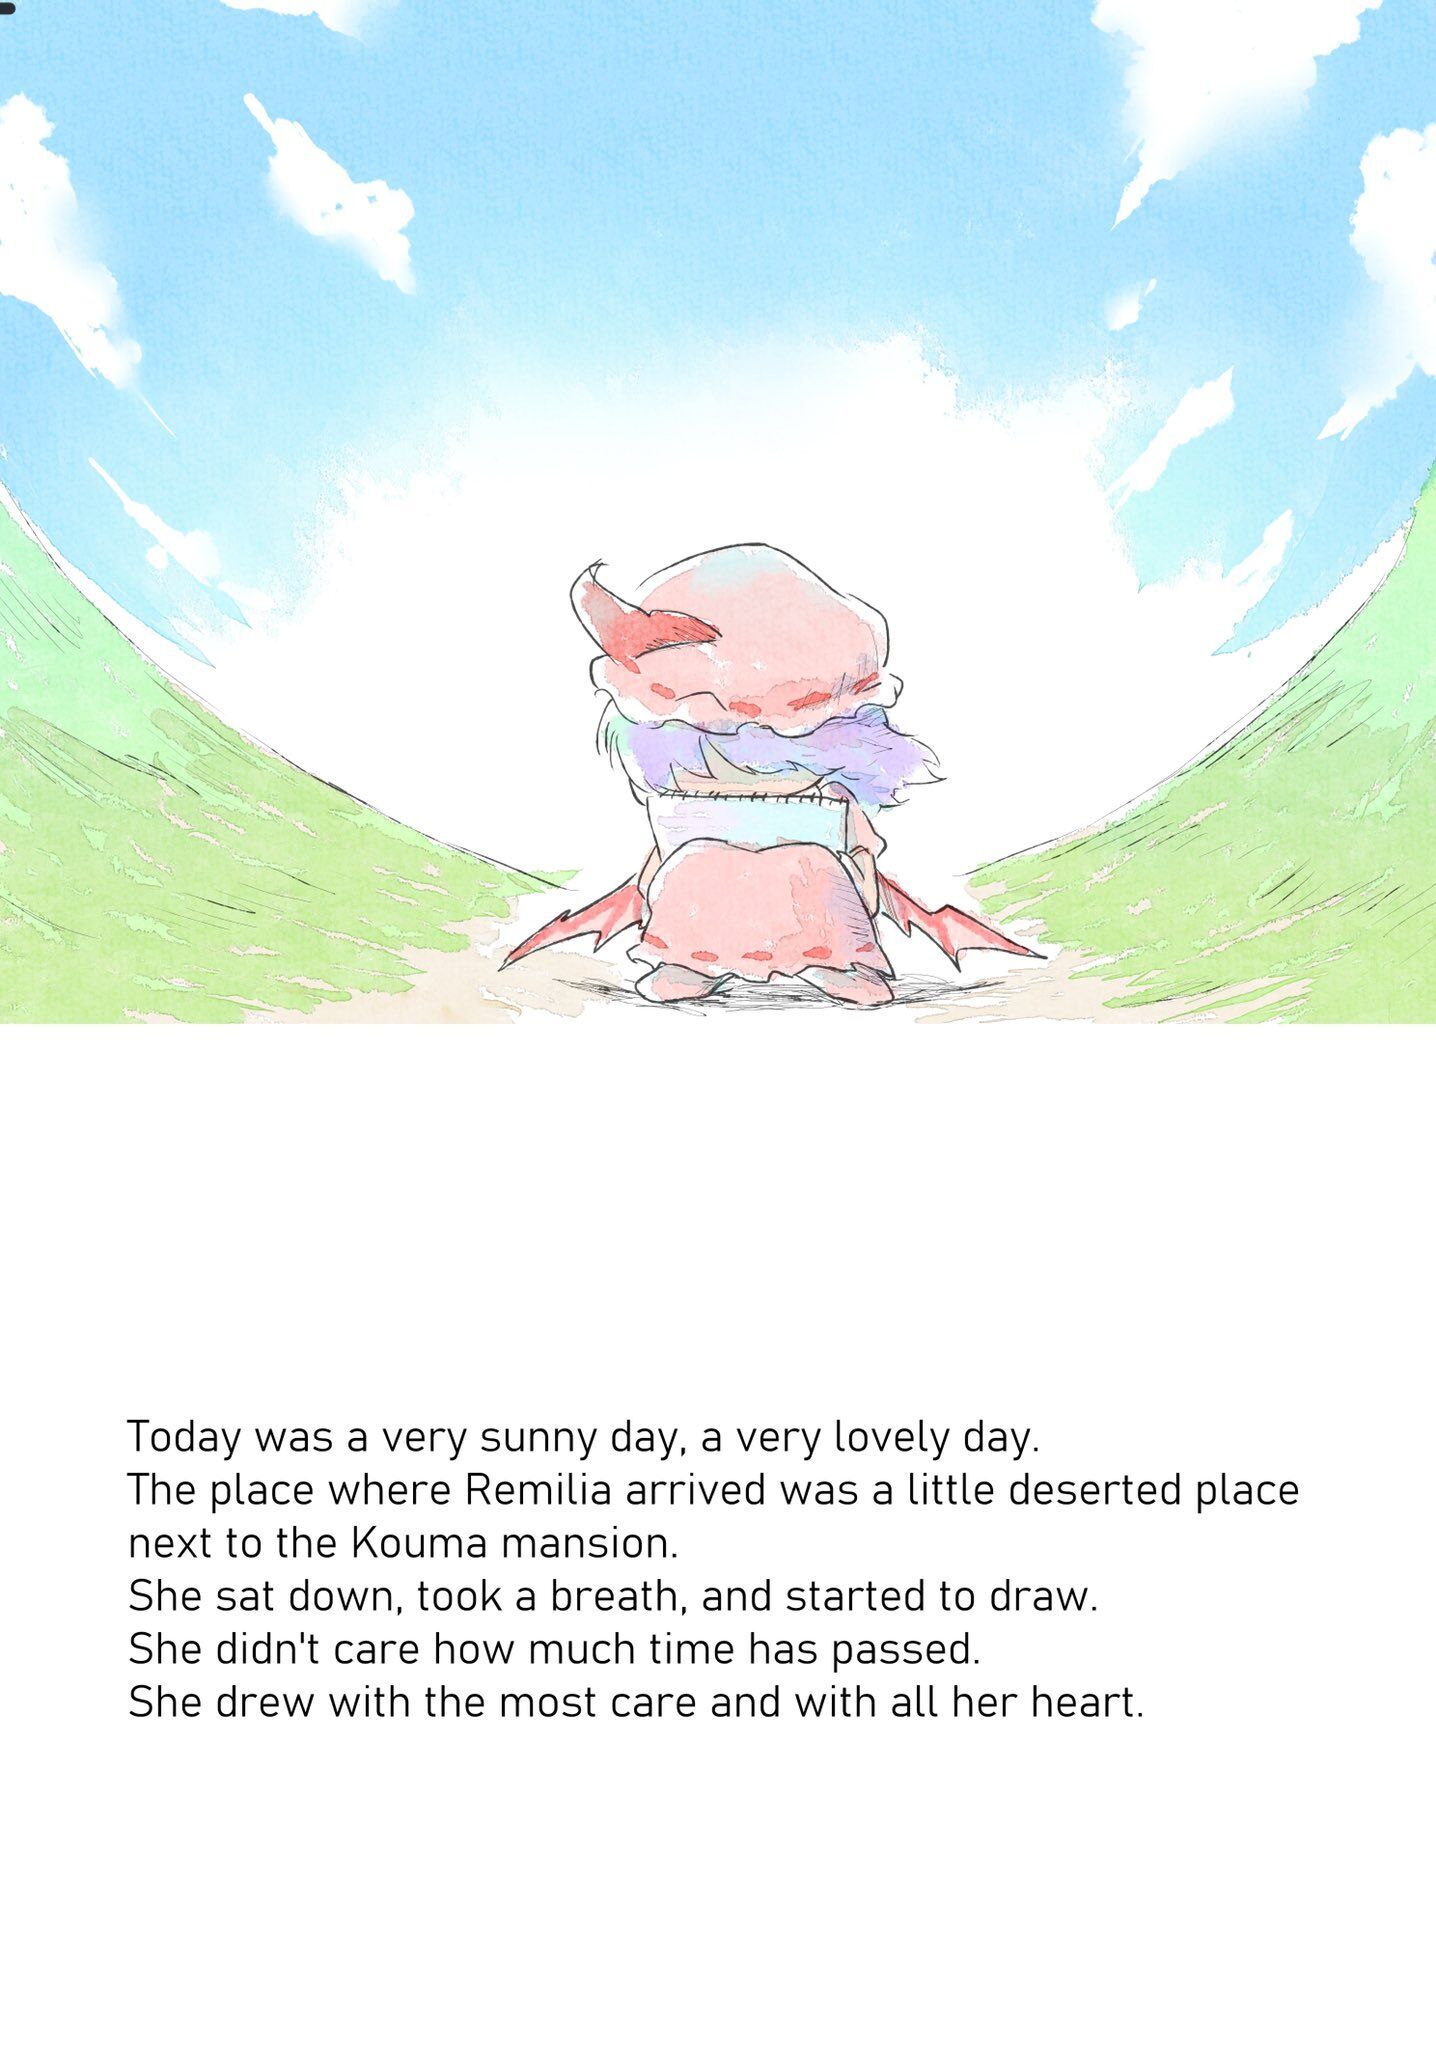 Today was a very sunny day, a very lovely day.
The place where Remilia arrived was a little deserted place
next to the Kouma mansion.
She sat down, took a breath, and started to draw.
She didn't care how much time has passed.
She drew with the most care and with all her heart.